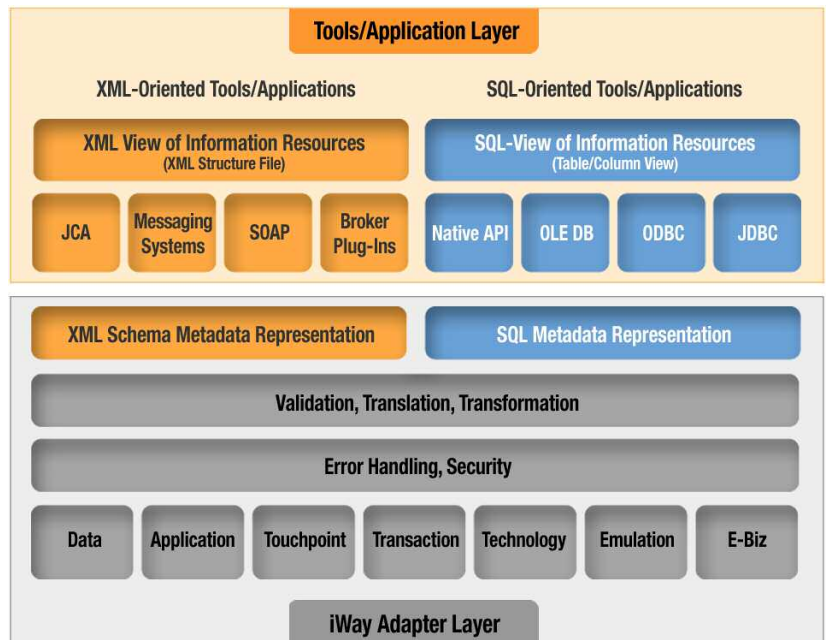 Tools/Application Layer
XML-Oriented Tools/Applications
SQL-Oriented Tools/Applications
XML View of Information Resources
(XML Structure File)
SQL-View of Information Resources
(Table/Column View)
JCA
Messaging
Systems
SOAP
Broker
Plug-Ins
Native API
OLE DB
ODBC
JDBC
XML Schema Metadata Representation
SQL Metadata Representation
Validation, Translation, Transformation
Error Handling, Security
Data
Application
Touchpoint
Transaction
Technology
Emulation
E-Biz
iWay Adapter Layer